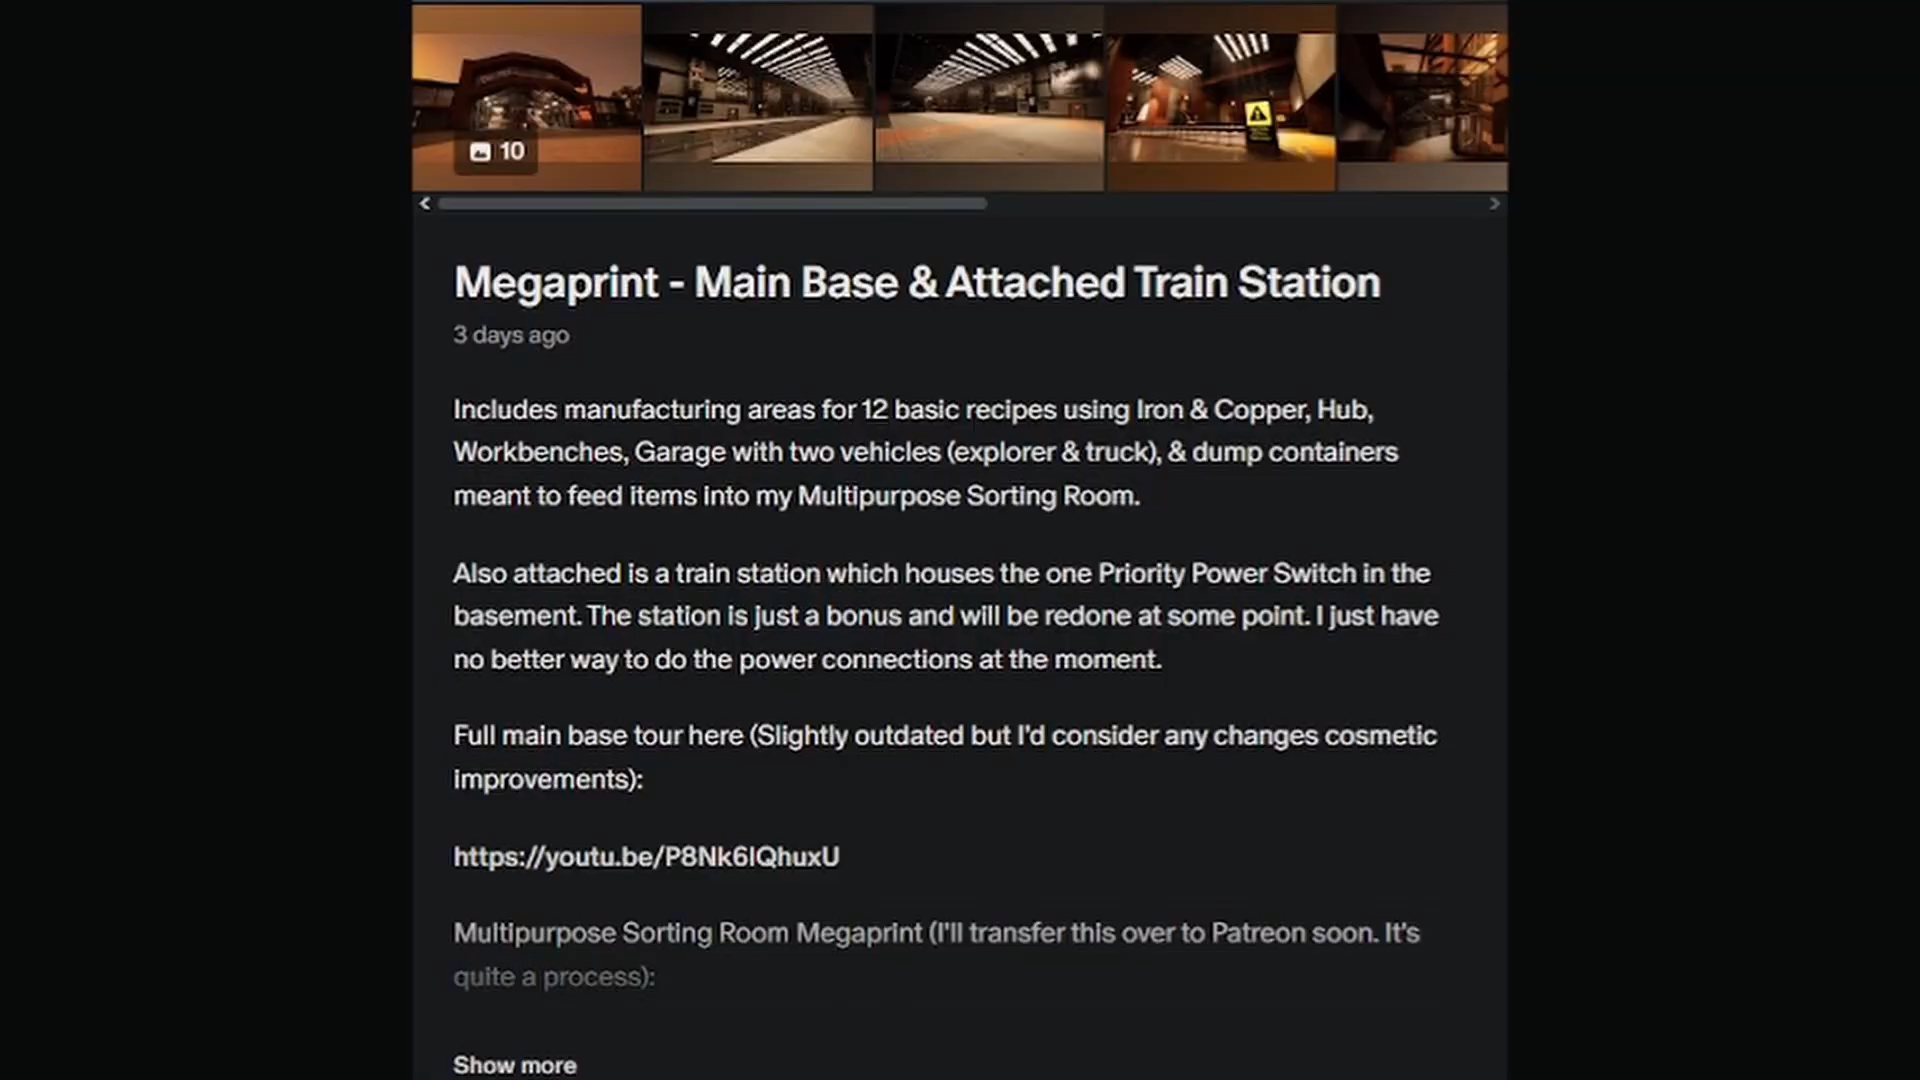 10
Megaprint - Main Base & Attached Train Station
3 days ago
Includes manufacturing areas for 12 basic recipes using Iron & Copper, Hub,
Workbenches, Garage with two vehicles (explorer & truck), & dump containers
meant to feed items into my Multipurpose Sorting Room.
Also attached is a train station which houses the one Priority Power Switch in the
basement. The station is just a bonus and will be redone at some point. I just have
no better way to do the power connections at the moment.
Full main base tour here (Slightly outdated but I'd consider any changes cosmetic
improvements):
https://youtu.be/P8Nk6lQhuxU
Multipurpose Sorting Room Megaprint (I'll transfer this over to Patreon soon. It's
quite a process):
Show more